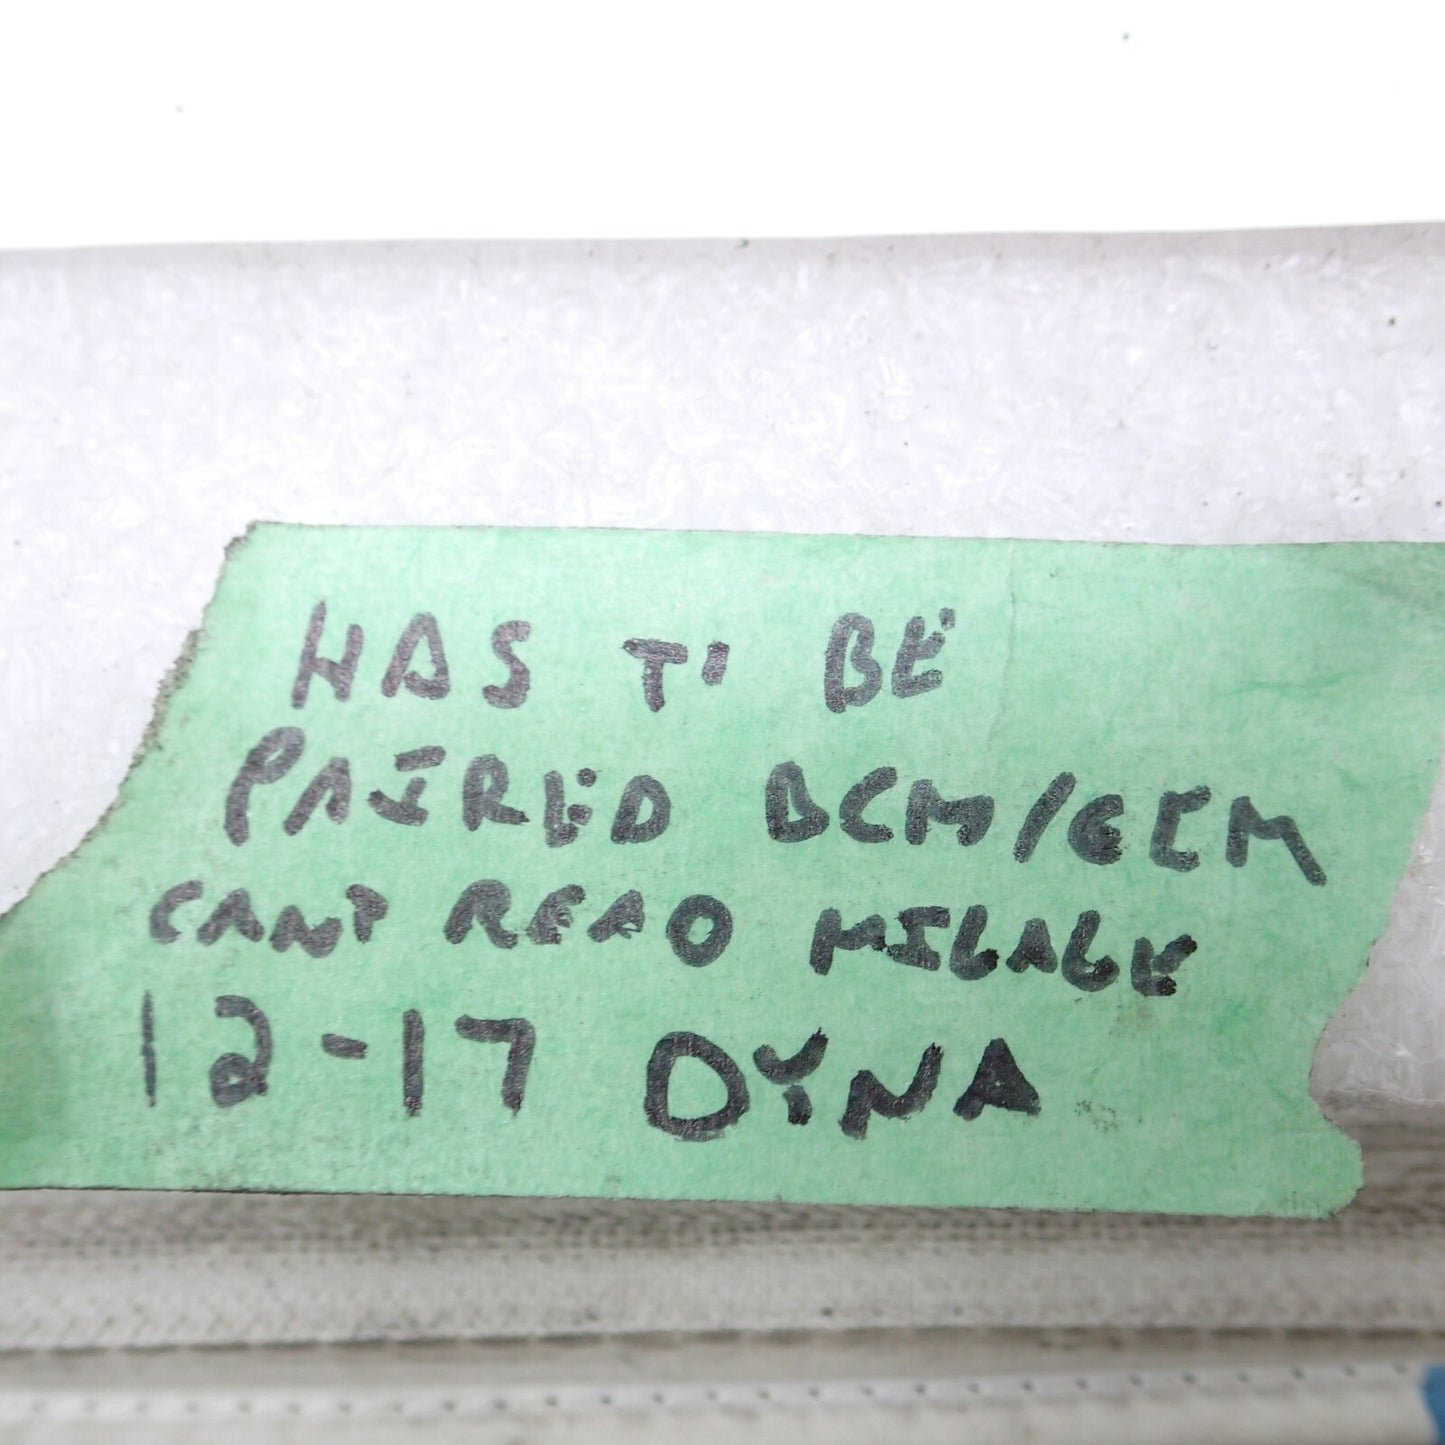 HAS TO BE
PAIRED BCM/ECM
CANT READ MILAGE
12-17 DYNA